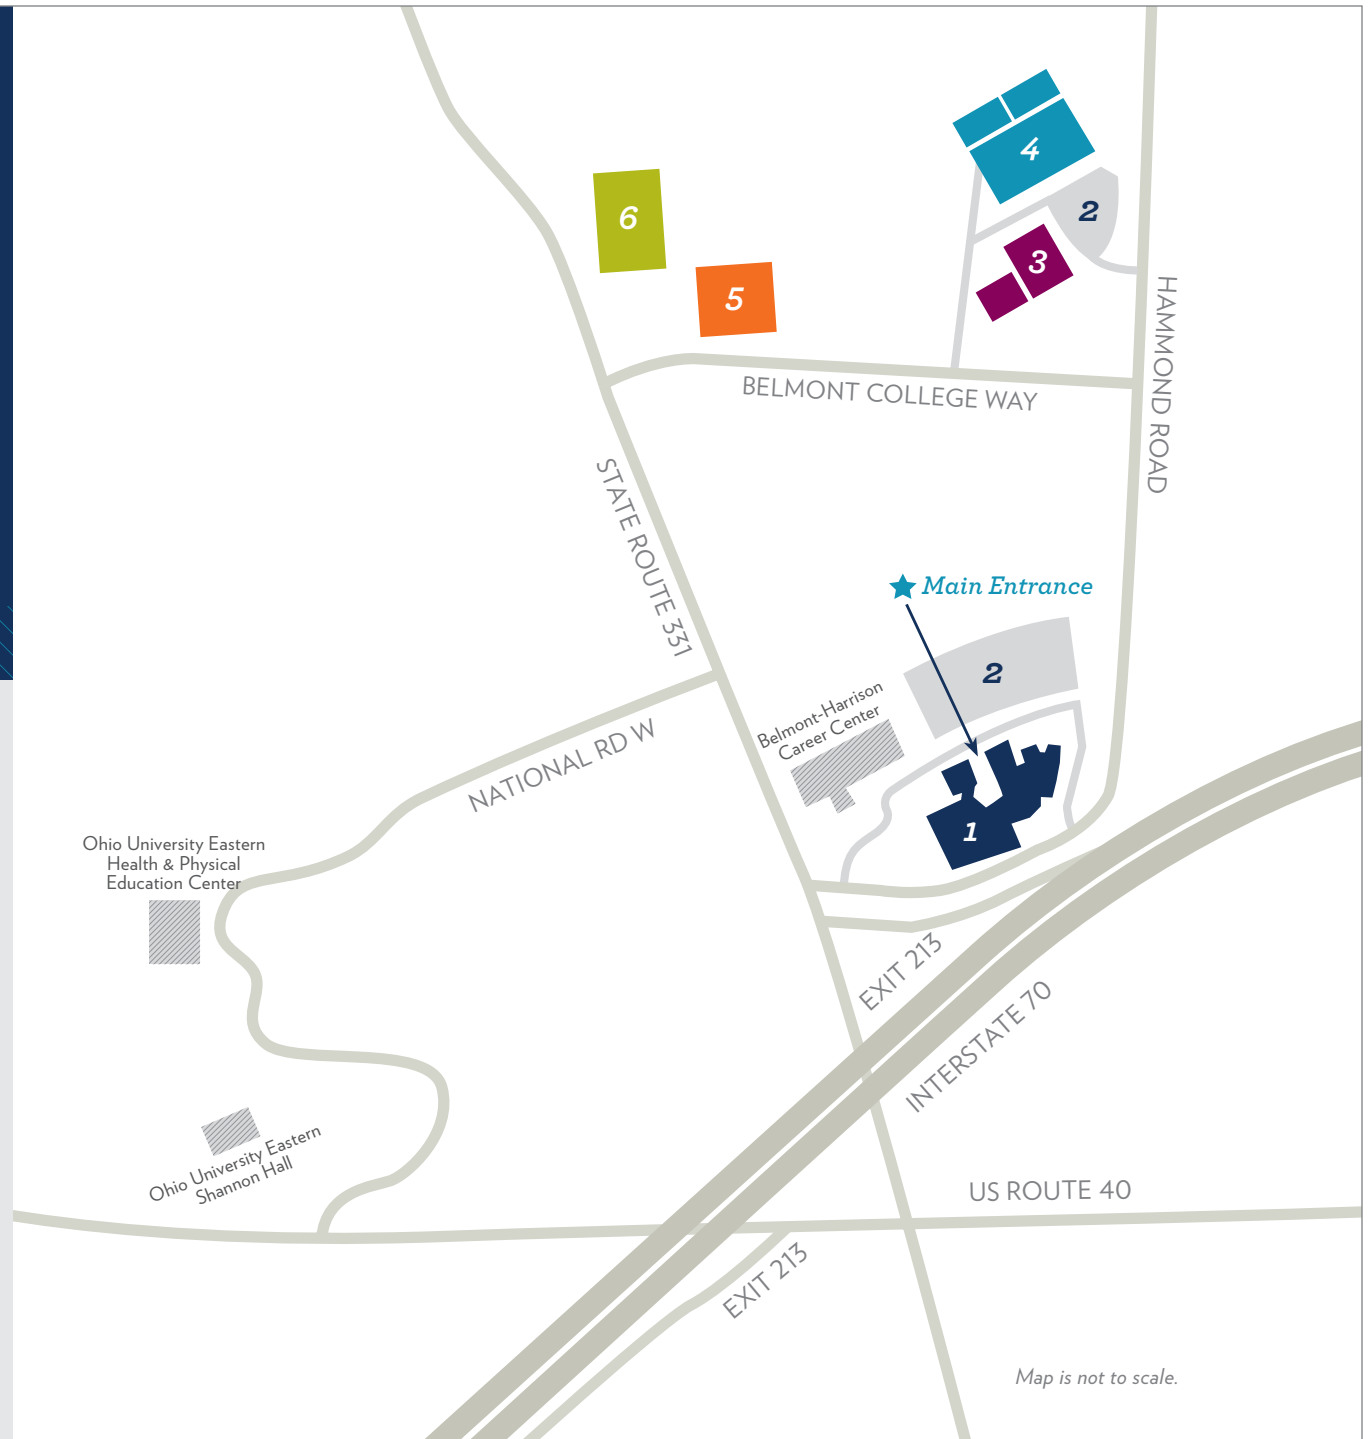 4
2
6
3
5
HAMMOND ROAD
BELMONT COLLEGE WAY
STATE ROUTE 331
Main Entrance
2
Belmont-Harrison
Career Center
NATIONAL RD W
1
Ohio University Eastern
Health & Physical
Education Center
EXIT 213
INTERSTATE 70
Ohio University Eastern
Shannon Hall
US ROUTE 40
EXIT 213
Map is not to scale.